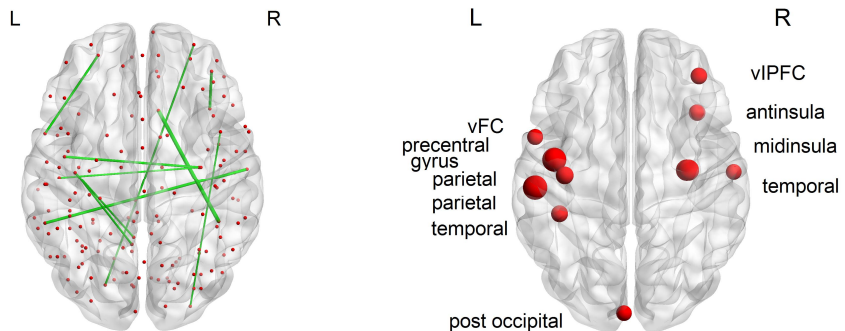 L
R
L
R
vlPFC
antinsula
vFC
precentral
gyrus
midinsula
parietal
temporal
parietal
temporal
post occipital